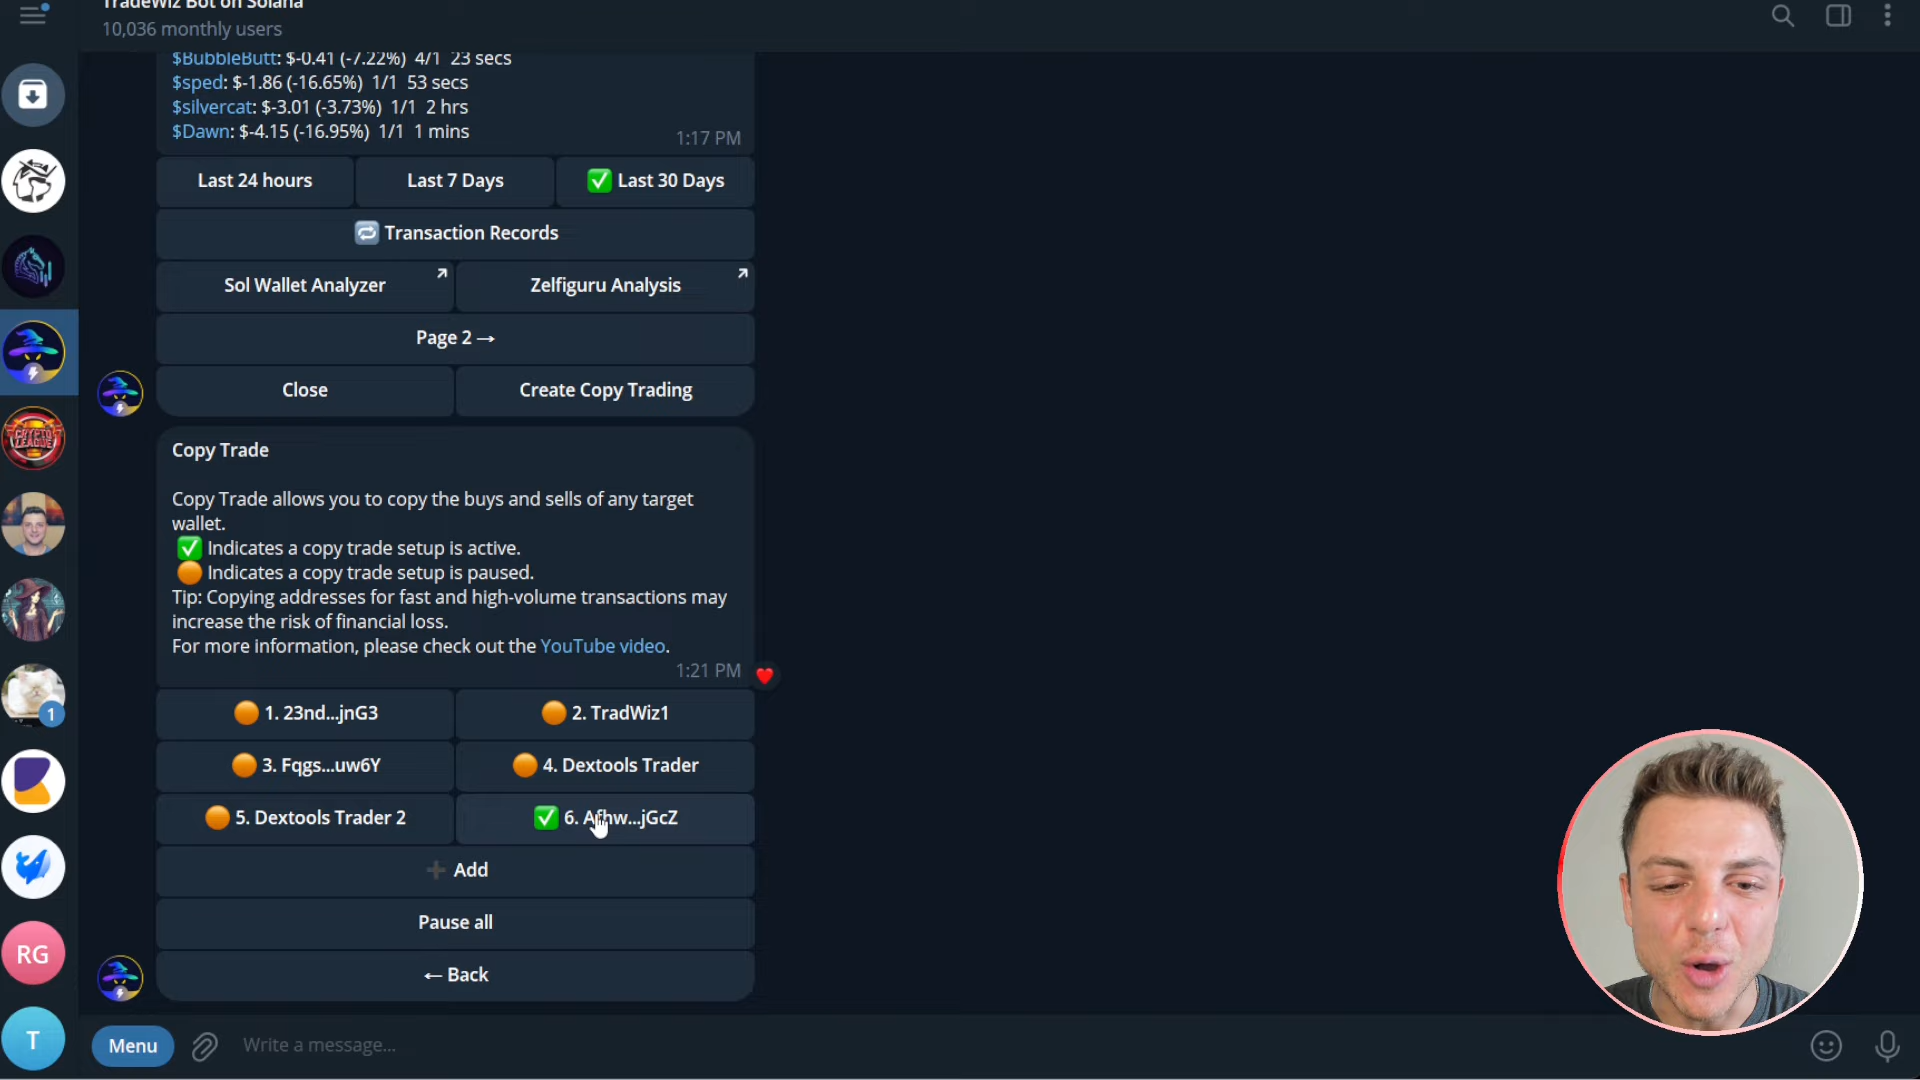 TradeWiz Bot on Solana
10,036 monthly users
$BubbleButt: $-0.41 (-7.22%) 4/1 23 secs
$sped: $-1.86 (-16.65%) 1/1 53 secs
$silvercat: $-3.01 (-3.73%) 1/1 2 hrs
$Dawn: $-4.15 (-16.95%) 1/1 1 mins
1:17 PM
Last 24 hours
Last 7 Days
✅ Last 30 Days
🔁 Transaction Records
Sol Wallet Analyzer
Zelfiguru Analysis
Page 2 →
Close
Create Copy Trading
Copy Trade
Copy Trade allows you to copy the buys and sells of any target
wallet.
✅ Indicates a copy trade setup is active.
🟠 Indicates a copy trade setup is paused.
Tip: Copying addresses for fast and high-volume transactions may
increase the risk of financial loss.
For more information, please check out the YouTube video.
1:21 PM
🟠 1. 23nd...jnG3
🟠 2. TradWiz1
🟠 3. Fqgs...uw6Y
🟠 4. Dextools Trader
🟠 5. Dextools Trader 2
✅ 6. Afhw...jGcZ
➕ Add
Pause all
← Back
CRYPTO
LEAGUE
1
RG
T
Menu
Write a message...